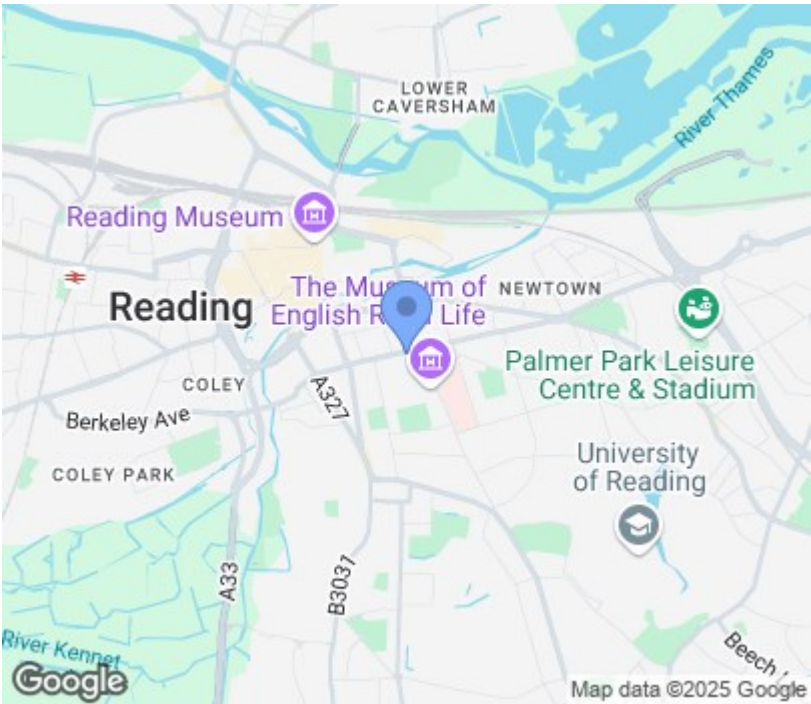 LOWER
CAVERSHAM
River Thames
Reading Museum
The Museum of
English Life
NEWTOWN
Reading
Palmer Park Leisure
Centre & Stadium
COLEY
A327
Berkeley Ave
University
of Reading
COLEY PARK
A33
B3031
River Kennet
Beech
Google
Map data ©2025 Google